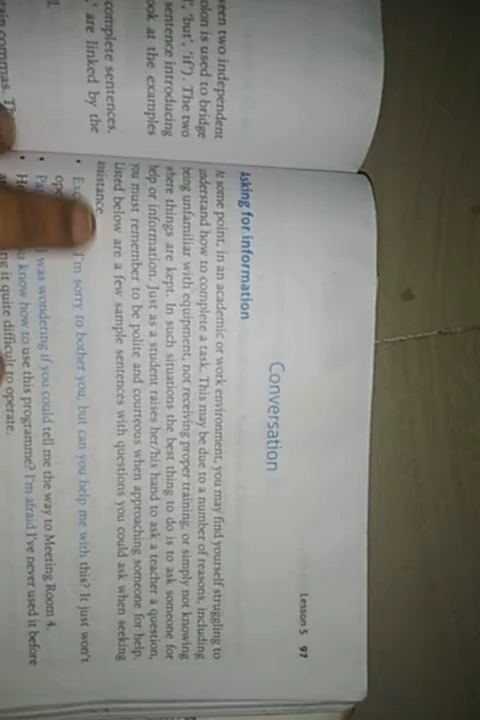 ween two independent
olon is used to bridge
', 'but', 'if'). The two
sentence introducing
ook at the examples
complete sentences.
' are linked by the
Lesson 5 97
Conversation
Asking for information
At some point, in an academic or work environment, you may find yourself struggling to
understand how to complete a task. This may be due to a number of reasons, including
being unfamiliar with equipment, not receiving proper training, or simply not knowing
where things are kept. In such situations the best thing to do is to ask someone for
help or information. Just as a student raises her/his hand to ask a teacher a question,
you must remember to be polite and courteous when approaching someone for help.
Listed below are a few sample sentences with questions you could ask when seeking
assistance.
• I'm sorry to bother you, but can you help me with this? It just won't
• I was wondering if you could tell me the way to Meeting Room 4.
• know how to use this programme? I'm afraid I've never used it before
it quite difficult to operate.